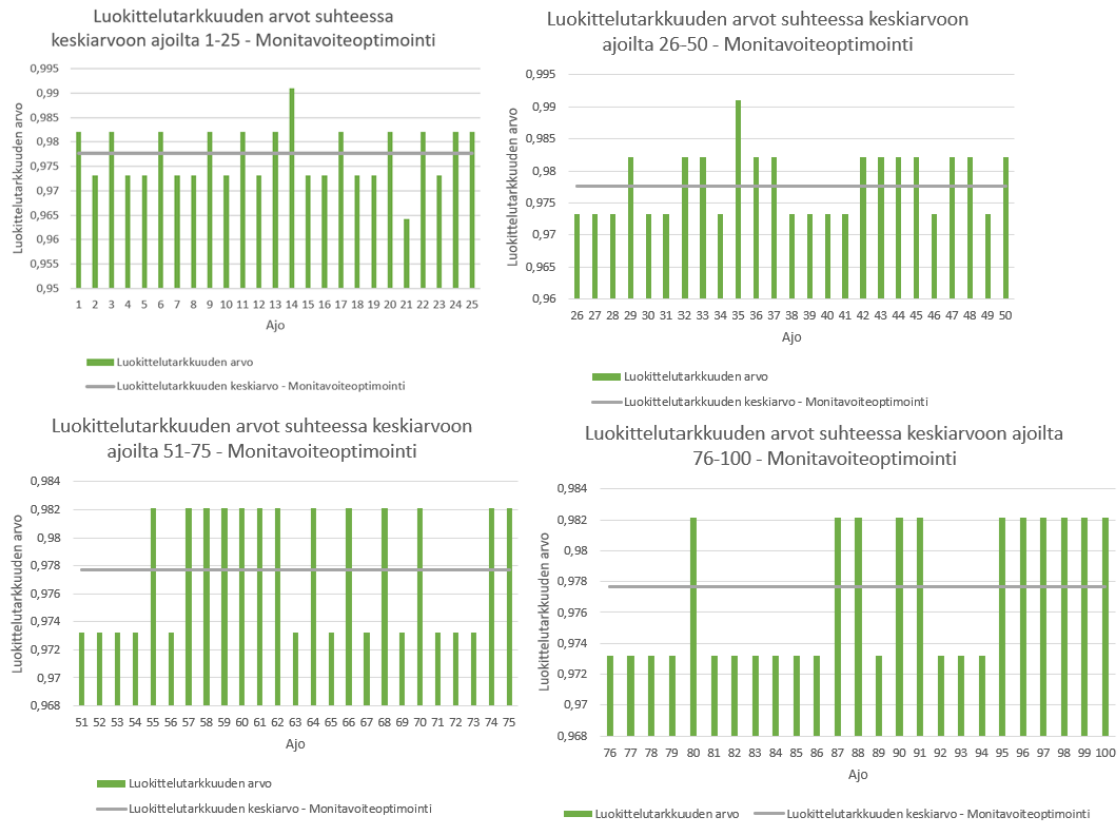 Luokittelutarkkuuden arvot suhteessa
keskiarvoon ajoilta 1-25 - Monitavoiteoptimointi
Luokittelutarkkuuden arvo
0,995
0,99
0,985
0,98
0,975
0,97
0,965
0,96
0,955
0,95
1 2 3 4 5 6 7 8 9 10 11 12 13 14 15 16 17 18 19 20 21 22 23 24 25
Ajo
Luokittelutarkkuuden arvo
Luokittelutarkkuuden keskiarvo - Monitavoiteoptimointi
Luokittelutarkkuuden arvot suhteessa keskiarvoon
ajoilta 26-50 - Monitavoiteoptimointi
Luokittelutarkkuuden arvo
0,995
0,99
0,985
0,98
0,975
0,97
0,965
0,96
26 27 28 29 30 31 32 33 34 35 36 37 38 39 40 41 42 43 44 45 46 47 48 49 50
Ajo
Luokittelutarkkuuden arvo
Luokittelutarkkuuden keskiarvo - Monitavoiteoptimointi
Luokittelutarkkuuden arvot suhteessa keskiarvoon
ajoilta 51-75 - Monitavoiteoptimointi
Luokittelutarkkuuden arvo
0,984
0,982
0,98
0,978
0,976
0,974
0,972
0,97
0,968
51 52 53 54 55 56 57 58 59 60 61 62 63 64 65 66 67 68 69 70 71 72 73 74 75
Ajo
Luokittelutarkkuuden arvo
Luokittelutarkkuuden keskiarvo - Monitavoiteoptimointi
Luokittelutarkkuuden arvot suhteessa keskiarvoon ajoilta
76-100 - Monitavoiteoptimointi
Luokittelutarkkuuden arvo
0,984
0,982
0,98
0,978
0,976
0,974
0,972
0,97
0,968
76 77 78 79 80 81 82 83 84 85 86 87 88 89 90 91 92 93 94 95 96 97 98 99 100
Ajo
Luokittelutarkkuuden arvo Luokittelutarkkuuden keskiarvo - Monitavoiteoptimointi